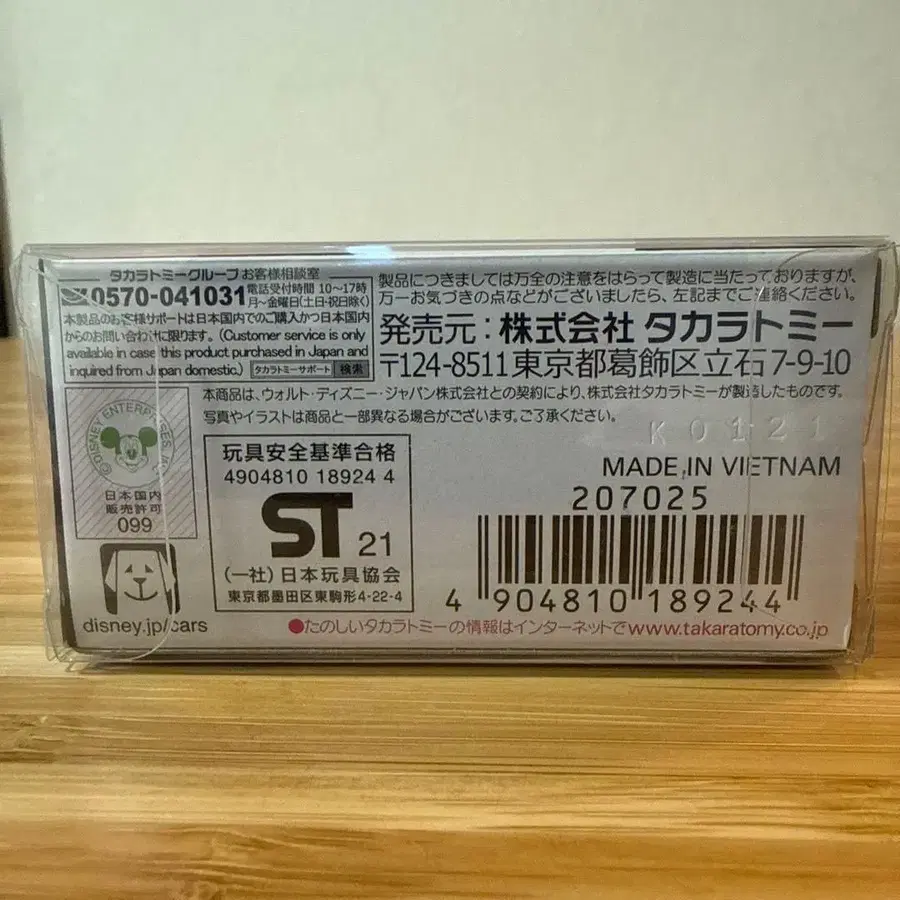 タカラトミーグループ お客様相談室
0570-041031 電話受付時間 10〜17時
月〜金曜日(土日・祝日除く)
本製品のお客様サポートは日本国内でのご購入かつ日本国内
からのお問い合わせに限ります。(Customer service is only
available in case this product purchased in Japan and
inquired from Japan domestic.) タカラトミーサポート 検索
製品につきましては万全の注意をはらって製造に当たっておりますが、
万一お気づきの点などがございましたら、左記までご連絡ください。
発売元:株式会社 タカラトミー
〒124-8511 東京都葛飾区立石 7-9-10
本商品は、ウォルト・ディズニー・ジャパン株式会社との契約により、株式会社タカラトミーが製造したものです。
写真やイラストは商品と一部異なる場合がございます。ご了承ください。
K0121
©DISNEY ENTERPRISES,
日本国内
販売許可
099
玩具安全基準合格
4904810 18924 4
ST 21
(一社)日本玩具協会
東京都墨田区東駒形4-22-4
MADE IN VIETNAM
207025
4 904810 189244
disney.jp/cars
●たのしいタカラトミーの情報はインターネットで www.takaratomy.co.jp